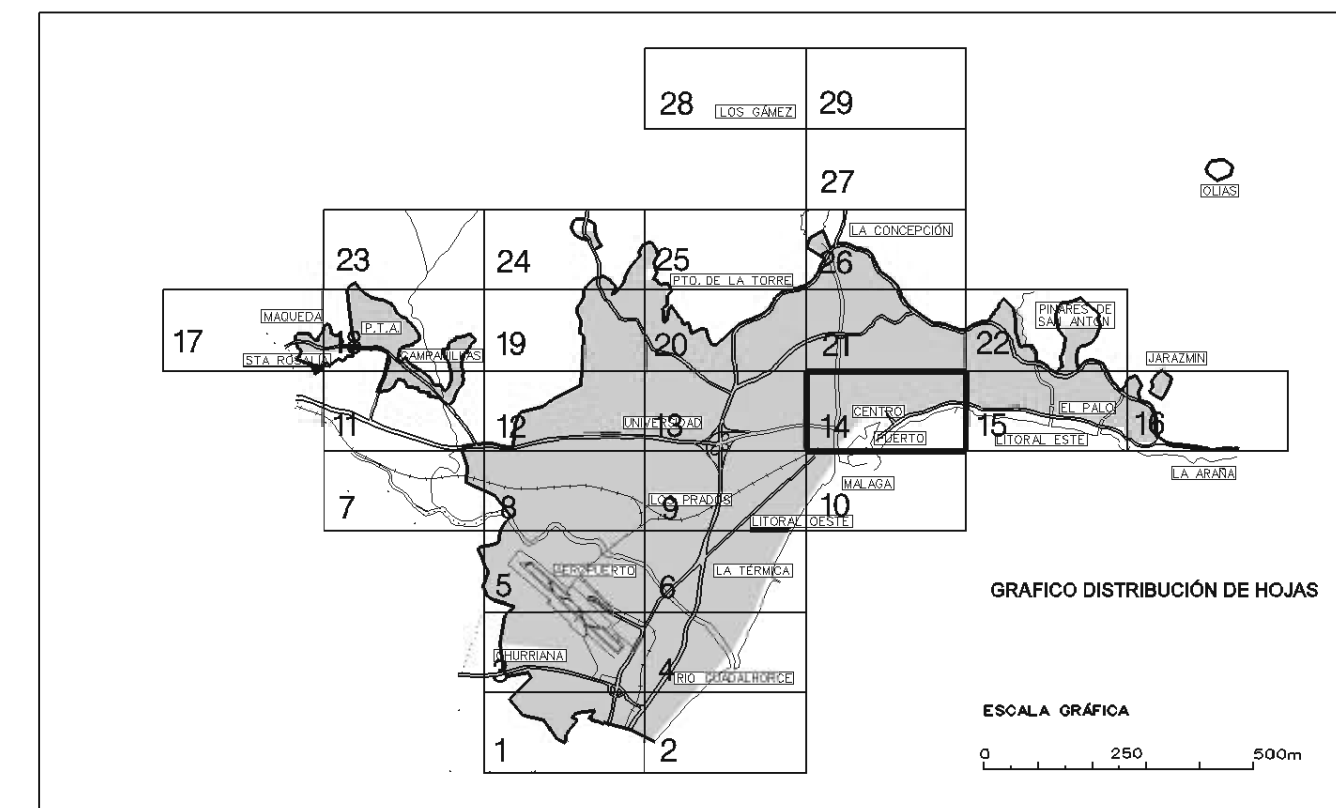 28 LOS GÁMEZ 29
27
OLIAS
LA CONCEPCIÓN
23 24 25 26
PTO. DE LA TORRE
MAQUEDA
P.T.A.
PINARES DE
SAN ANTÓN
17 18 19 20 21 22
STA ROSALIA CAMPANILLAS
JARAZMIN
CENTRO
EL PALO
11 12 UNIVERSIDAD 13 14 15 16
PUERTO
LITORAL ESTE
LA ARAÑA
MALAGA
LOS PRADOS
7 8 9 10
LITORAL OESTE
AEROPUERTO LA TÉRMICA
5 6
GRAFICO DISTRIBUCIÓN DE HOJAS
CHURRIANA
3 4
RIO GUADALHORCE
ESCALA GRÁFICA
1 2
0 250 500m